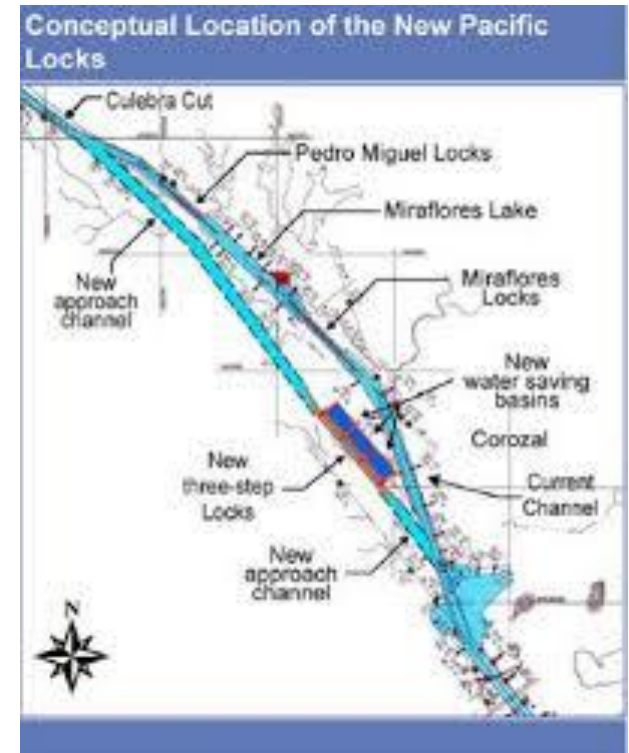 Conceptual Location of the New Pacific
Locks
Culebra Cut
Pedro Miguel Locks
Miraflores Lake
New
approach
channel
Miraflores
Locks
New
water saving
basins
Corozal
New
three-step
Locks
Current
Channel
New
approach
channel
N